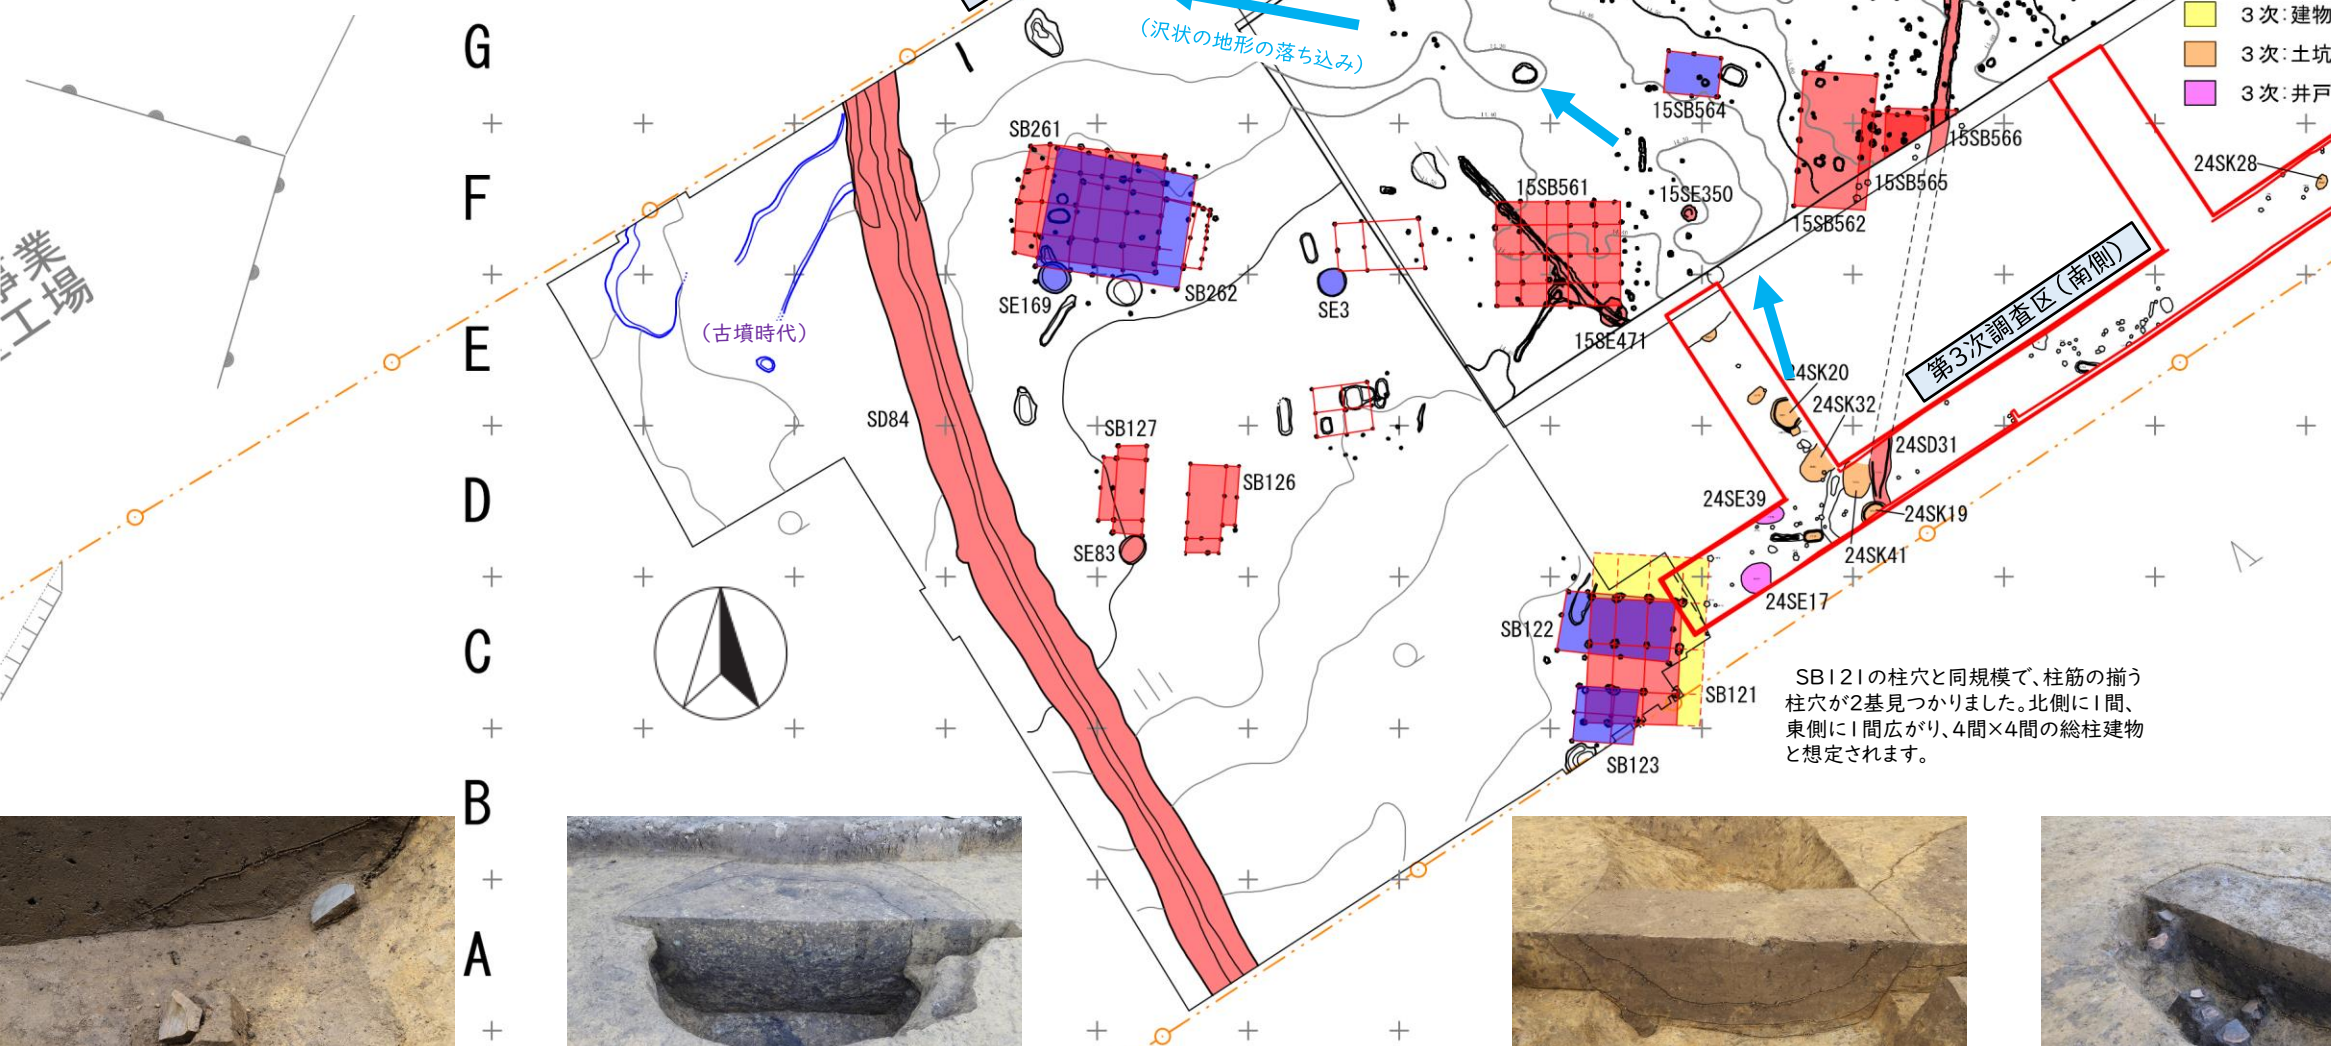 G
F
E
D
C
B
A
事業
工場
(沢状の地形の落ち込み)
3次:建物
3次:土坑
3次:井戸
15SB564
15SB566
15SB565
15SB562
24SK28
SB261
15SB561
15SE350
SE169
SB262
SE3
15SE471
(古墳時代)
第3次調査区(南側)
24SK20
24SK32
SD84
SB127
SB126
24SD31
24SE39
24SK19
SE83
24SK41
24SE17
SB122
SB121
SB123
SB121の柱穴と同規模で、柱筋の揃う
柱穴が2基見つかりました。北側に1間、
東側に1間広がり、4間×4間の総柱建物
と想定されます。